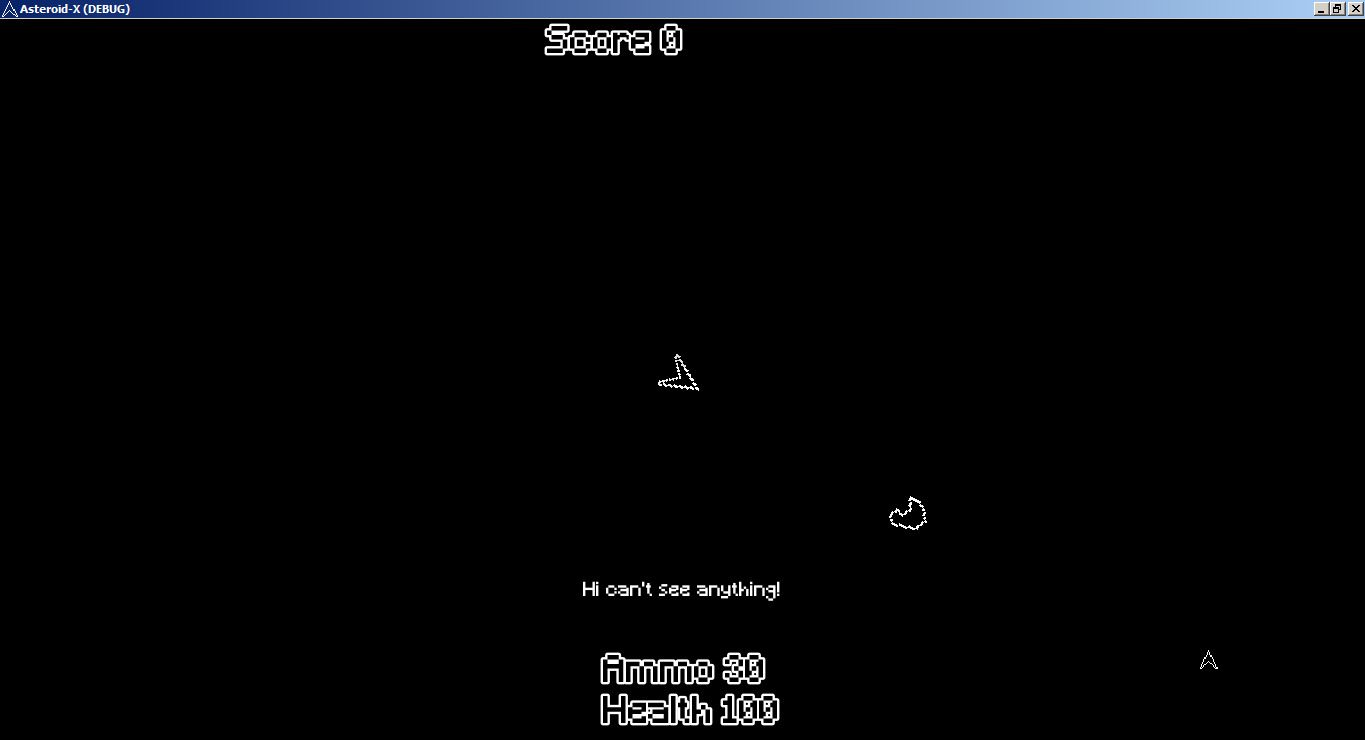 Asteroid-X (DEBUG)
Score 0
Hi can't see anything!
Ammo 30
Health 100